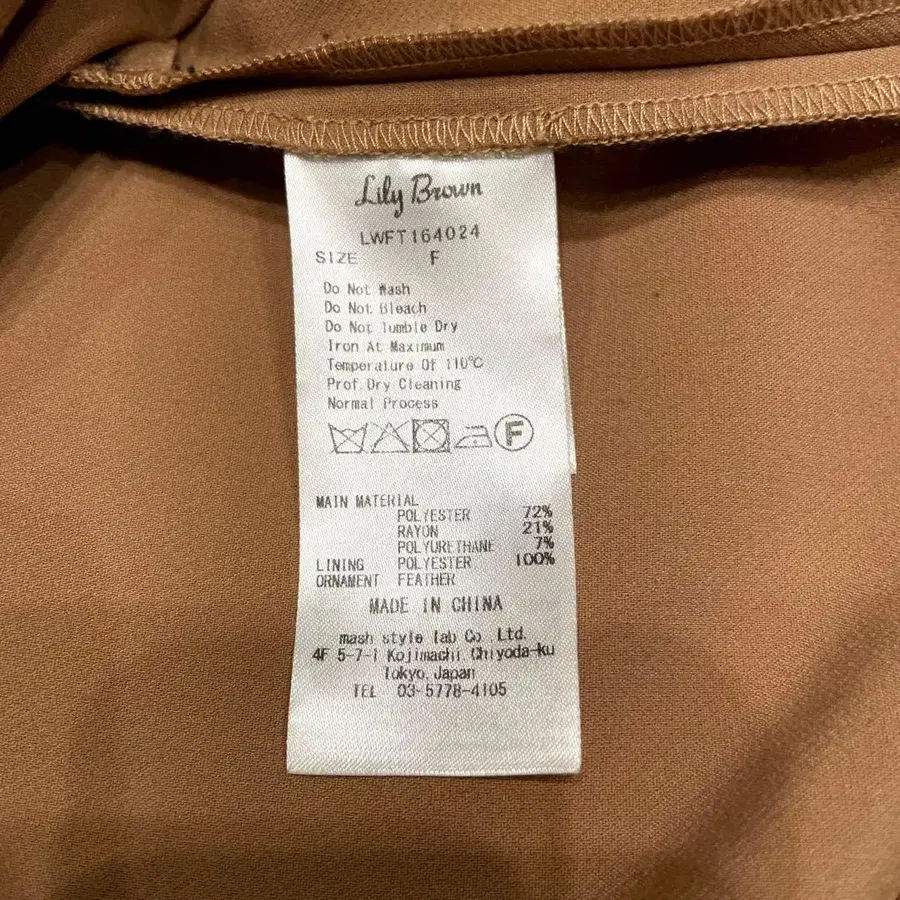 Lily Brown
LWFT164024
SIZE F
Do Not Wash
Do Not Bleach
Do Not Tumble Dry
Iron At Maximum
Temperature Of 110℃
Prof. Dry Cleaning
Normal Process
F
MAIN MATERIAL
POLYESTER 72%
RAYON 21%
POLYURETHANE 7%
LINING POLYESTER 100%
ORNAMENT FEATHER
MADE IN CHINA
mash style lab Co., Ltd.
4F 5-7-1 Kojimachi, Chiyoda-ku
Tokyo, Japan
TEL 03-5778-4105